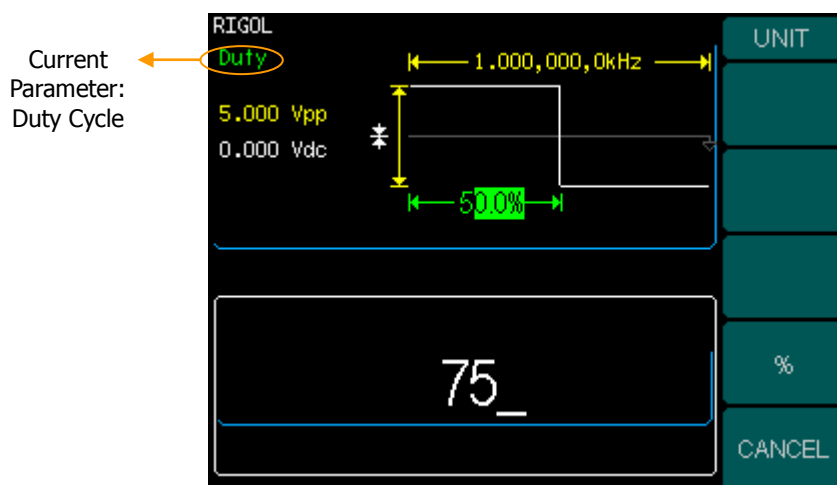 RIGOL
UNIT
Duty
Current
Parameter:
Duty Cycle
1.000,000,0kHz
5.000 Vpp
0.000 Vdc
50.0%
75_
%
CANCEL